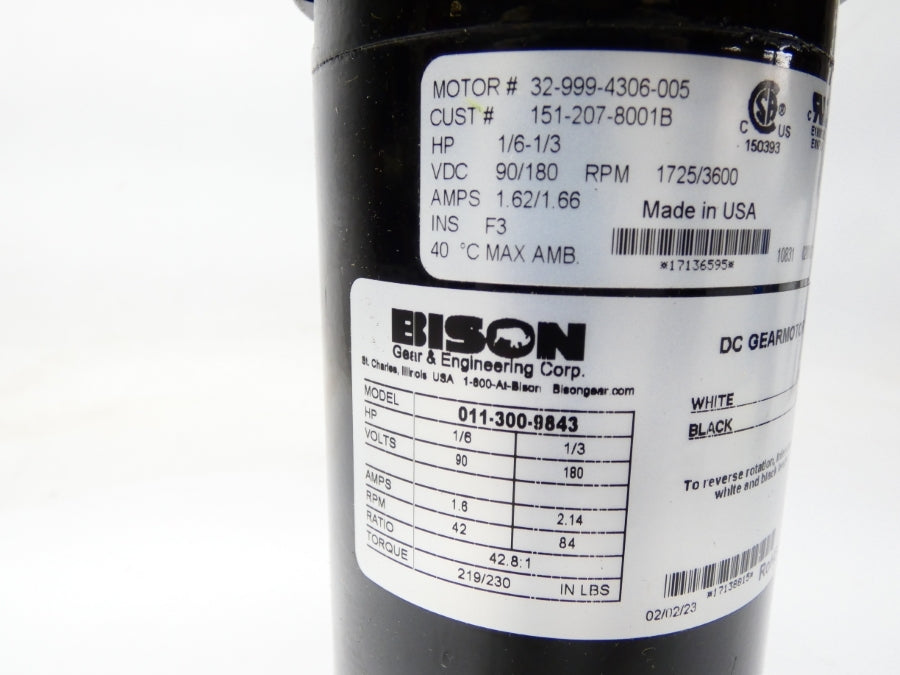 MOTOR # 32-999-4306-005
CUST # 151-207-8001B
HP 1/6-1/3
VDC 90/180 RPM 1725/3600
AMPS 1.62/1.66
INS F3
40 °C MAX AMB.
C US
150393
Made in USA
*17136595*
10831
BISON
Gear & Engineering Corp.
St. Charles, Illinois USA 1-800-At-Bison Bisongear.com
MODEL 011-300-9843
HP 1/6 1/3
VOLTS 90 180
AMPS 1.6 2.14
RPM 42 84
RATIO 42.8:1
TORQUE 219/230 IN LBS
DC GEARMOTO
WHITE
BLACK
To reverse rotation,
white and black
*17136615*
02/02/23